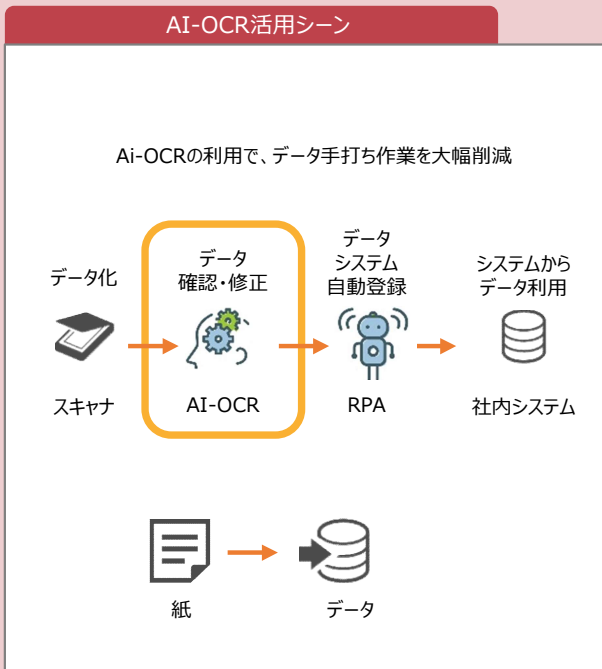 AI-OCR活用シーン
Ai-OCRの利用で、データ手打ち作業を大幅削減
データ化
データ
確認・修正
データ
システム
自動登録
システムから
データ利用
スキャナ
AI-OCR
RPA
社内システム
紙
データ